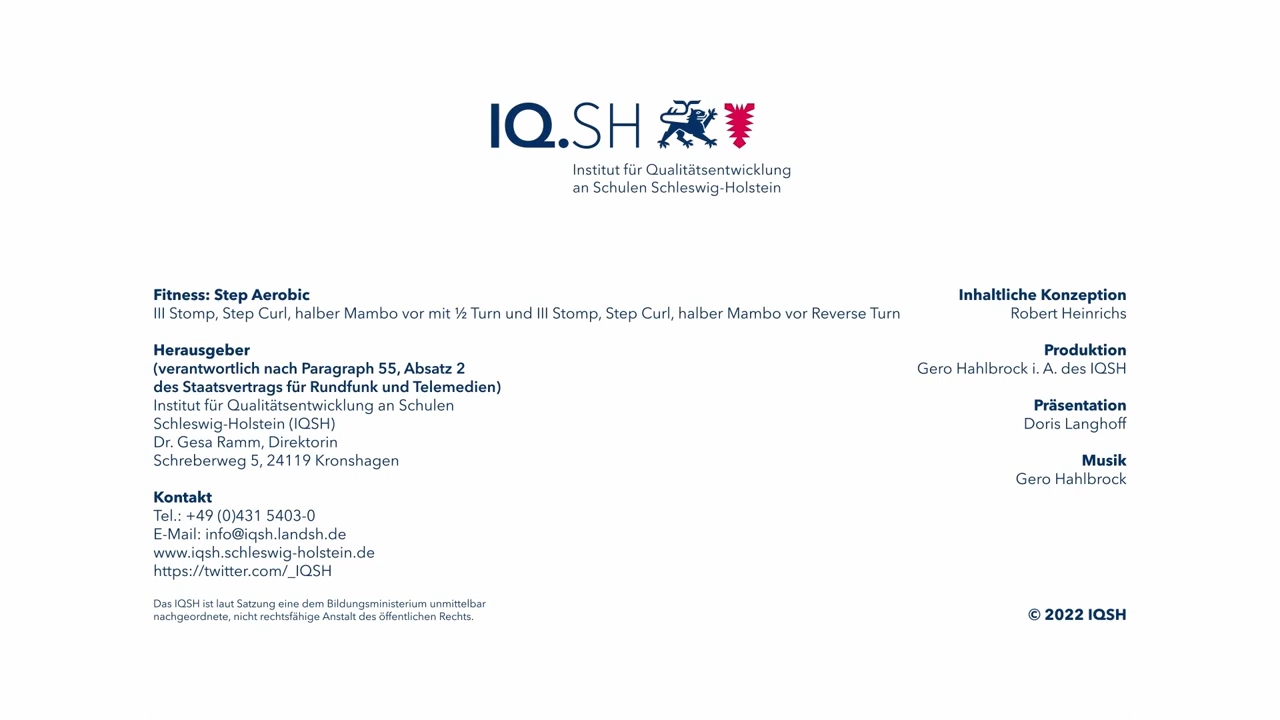 IQ.SH
Institut für Qualitätsentwicklung
an Schulen Schleswig-Holstein
Fitness: Step Aerobic
III Stomp, Step Curl, halber Mambo vor mit ½ Turn und III Stomp, Step Curl, halber Mambo vor Reverse Turn
Herausgeber
(verantwortlich nach Paragraph 55, Absatz 2
des Staatsvertrags für Rundfunk und Telemedien)
Institut für Qualitätsentwicklung an Schulen
Schleswig-Holstein (IQSH)
Dr. Gesa Ramm, Direktorin
Schreberweg 5, 24119 Kronshagen
Kontakt
Tel.: +49 (0)431 5403-0
E-Mail: info@iqsh.landsh.de
www.iqsh.schleswig-holstein.de
https://twitter.com/_IQSH
Das IQSH ist laut Satzung eine dem Bildungsministerium unmittelbar
nachgeordnete, nicht rechtsfähige Anstalt des öffentlichen Rechts.
Inhaltliche Konzeption
Robert Heinrichs
Produktion
Gero Hahlbrock i. A. des IQSH
Präsentation
Doris Langhoff
Musik
Gero Hahlbrock
© 2022 IQSH